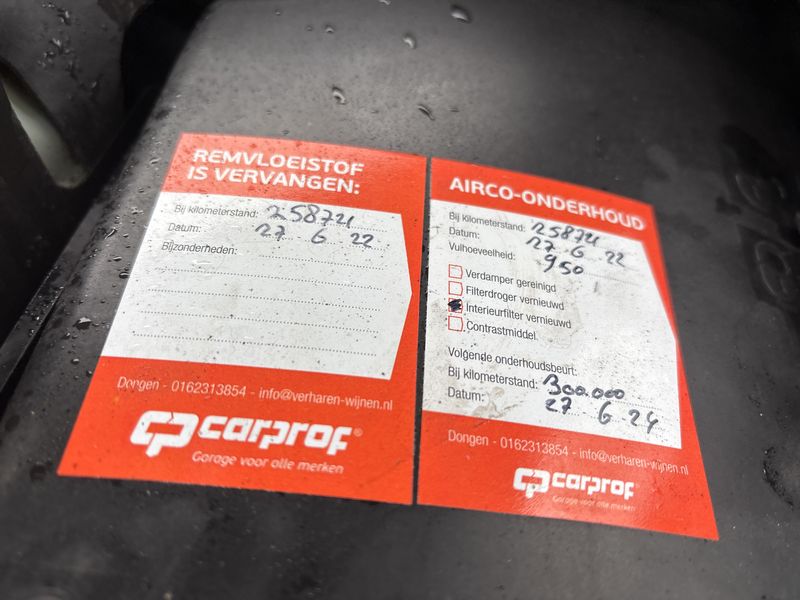 REMVLOEISTOF
IS VERVANGEN:
Bij kilometerstand: 258724
Datum: 27 6 22
Bijzonderheden:
Dongen - 0162313854 - info@verharen-wijnen.nl
carprof®
Garage voor alle merken
AIRCO-ONDERHOUD
Bij kilometerstand: 258724
Datum: 27 6 22
Vulhoeveelheid: 950
Verdamper gereinigd
Filterdroger vernieuwd
Interieurfilter vernieuwd
Contrastmiddel.
Volgende onderhoudsbeurt:
Bij kilometerstand: 300.000
Datum: 27 6 24
Dongen - 0162313854 - info@verharen-wijnen.nl
carprof
Garage voor alle merken